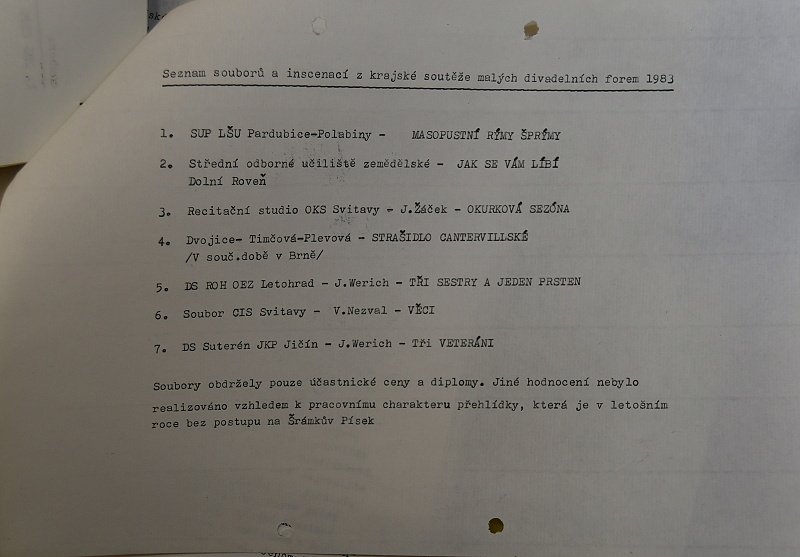 Seznam souborů a inscenací z krajské soutěže malých divadelních forem 1983
1. SUP LŠU Pardubice-Polabiny - MASOPUSTNÍ RÝMY ŠPRÝMY
2. Střední odborné učiliště zemědělské - JAK SE VÁM LÍBÍ
Dolní Roveň
3. Recitační studio OKS Svitavy - J.Žáček - OKURKOVÁ SEZÓNA
4. Dvojice- Timčová-Plevová - STRAŠIDLO CANTERVILLSKÉ
/V souč.době v Brně/
5. DS ROH OEZ Letohrad - J.Werich - TŘI SESTRY A JEDEN PRSTEN
6. Soubor CIS Svitavy - V.Nezval - VĚCI
7. DS Suterén JKP Jičín - J.Werich - Tři VETERÁNI
Soubory obdržely pouze účastnické ceny a diplomy. Jiné hodnocení nebylo
realizováno vzhledem k pracovnímu charakteru přehlídky, která je v letošním
roce bez postupu na Šrámkův Písek